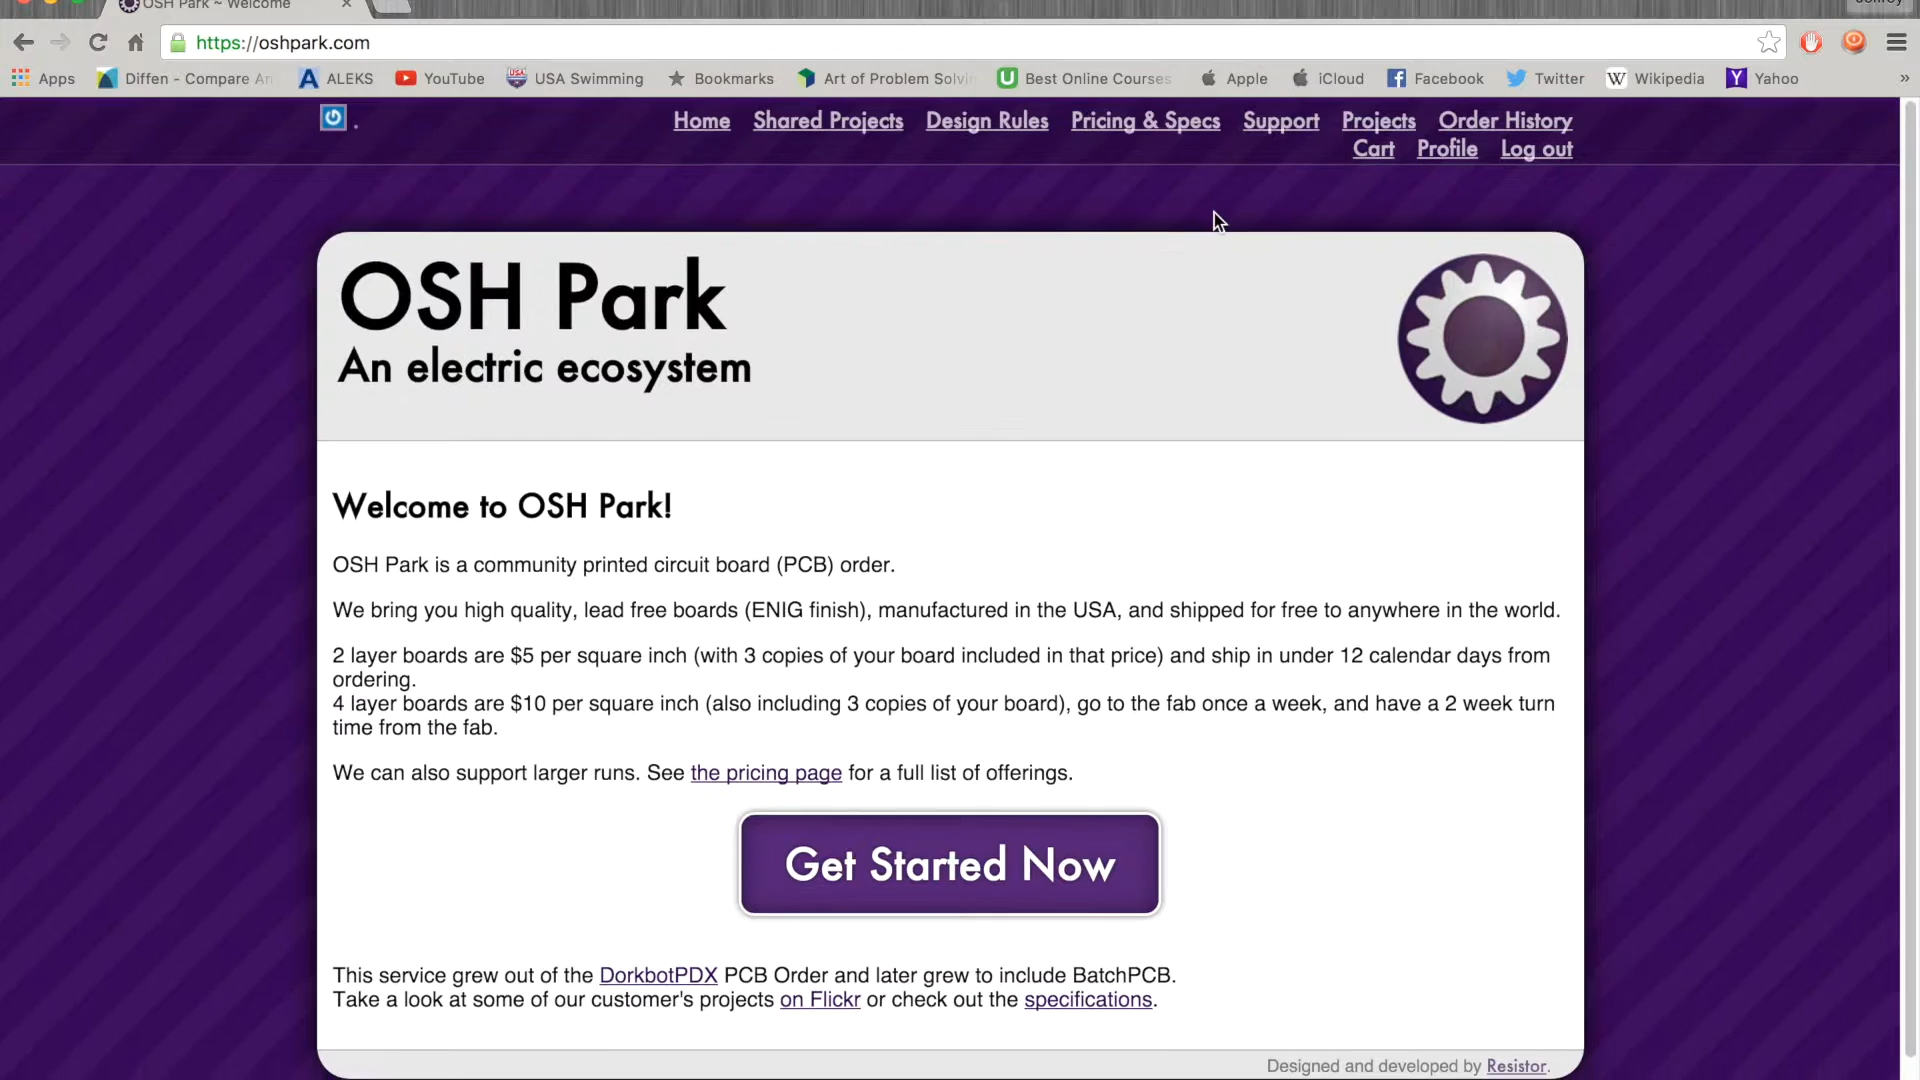 OSH Park ~ Welcome
https://oshpark.com
Apps Diffen - Compare An ALEKS YouTube USA Swimming Bookmarks Art of Problem Solvin Best Online Courses Apple iCloud Facebook Twitter Wikipedia Yahoo »
Home Shared Projects Design Rules Pricing & Specs Support Projects Order History
Cart Profile Log out
OSH Park
An electric ecosystem
Welcome to OSH Park!
OSH Park is a community printed circuit board (PCB) order.
We bring you high quality, lead free boards (ENIG finish), manufactured in the USA, and shipped for free to anywhere in the world.
2 layer boards are $5 per square inch (with 3 copies of your board included in that price) and ship in under 12 calendar days from
ordering.
4 layer boards are $10 per square inch (also including 3 copies of your board), go to the fab once a week, and have a 2 week turn
time from the fab.
We can also support larger runs. See the pricing page for a full list of offerings.
Get Started Now
This service grew out of the DorkbotPDX PCB Order and later grew to include BatchPCB.
Take a look at some of our customer's projects on Flickr or check out the specifications.
Designed and developed by Resistor.